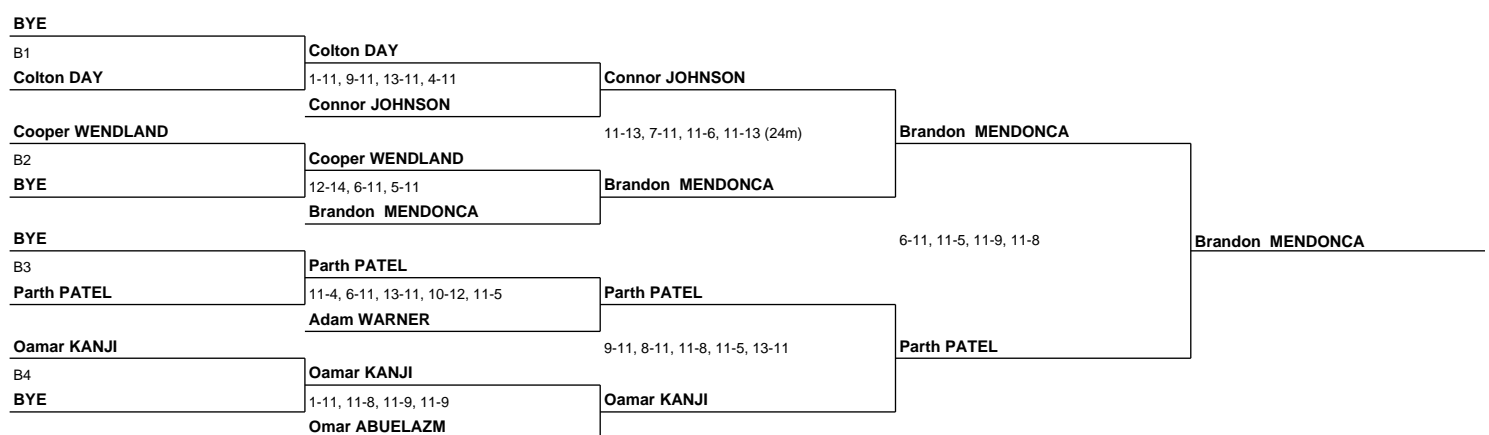 BYE
B1
Colton DAY
Colton DAY
1-11, 9-11, 13-11, 4-11
Connor JOHNSON
Connor JOHNSON
Cooper WENDLAND
B2
BYE
Cooper WENDLAND
12-14, 6-11, 5-11
Brandon MENDONCA
11-13, 7-11, 11-6, 11-13 (24m)
Brandon MENDONCA
Brandon MENDONCA
BYE
B3
Parth PATEL
Parth PATEL
11-4, 6-11, 13-11, 10-12, 11-5
Adam WARNER
Parth PATEL
6-11, 11-5, 11-9, 11-8
Brandon MENDONCA
Oamar KANJI
B4
BYE
Oamar KANJI
1-11, 11-8, 11-9, 11-9
Omar ABUELAZM
9-11, 8-11, 11-8, 11-5, 13-11
Oamar KANJI
Parth PATEL